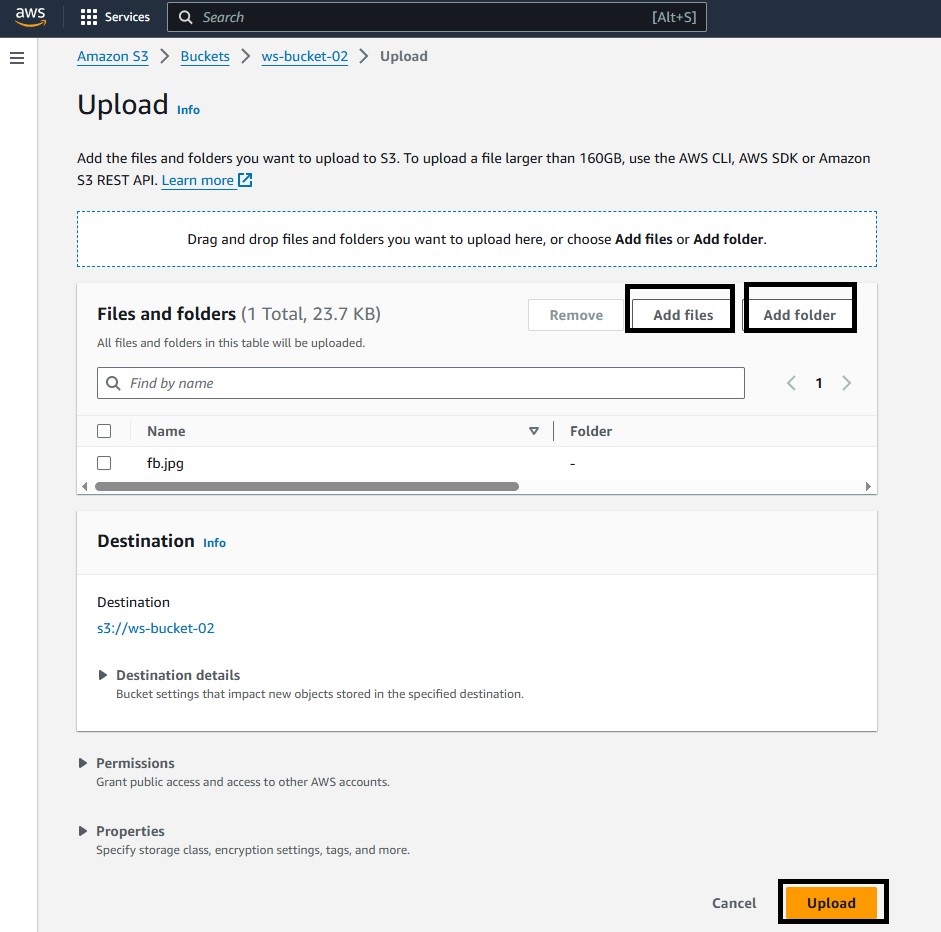 aws Services Search [Alt+S]
Amazon S3 > Buckets > ws-bucket-02 > Upload
Upload Info
Add the files and folders you want to upload to S3. To upload a file larger than 160GB, use the AWS CLI, AWS SDK or Amazon
S3 REST API. Learn more
Drag and drop files and folders you want to upload here, or choose Add files or Add folder.
Files and folders (1 Total, 23.7 KB) Remove Add files Add folder
All files and folders in this table will be uploaded.
Find by name 1
Name Folder
fb.jpg -
Destination Info
Destination
s3://ws-bucket-02
Destination details
Bucket settings that impact new objects stored in the specified destination.
Permissions
Grant public access and access to other AWS accounts.
Properties
Specify storage class, encryption settings, tags, and more.
Cancel Upload